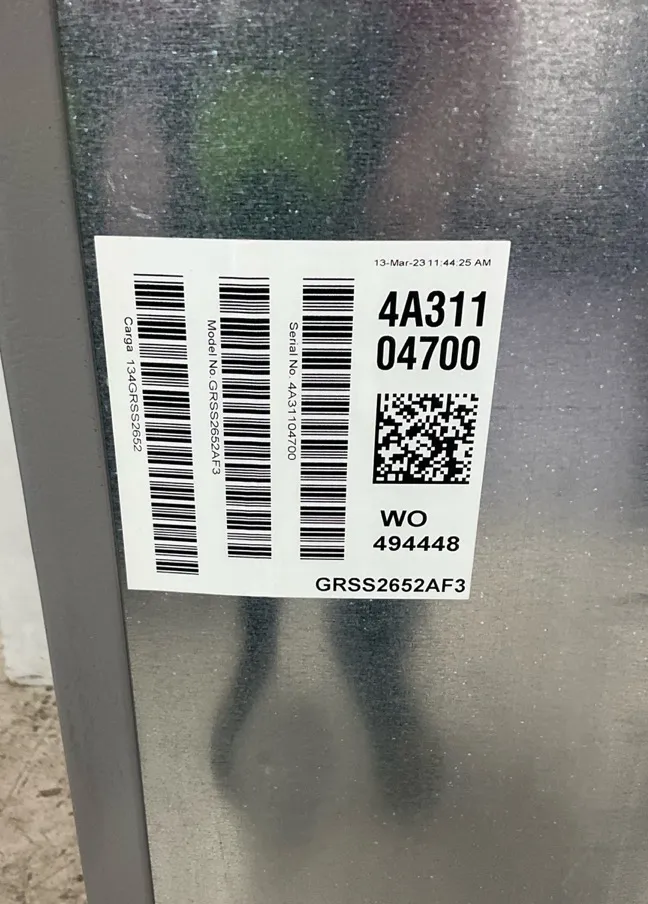 13-Mar-23 11:44:25 AM
4A311
04700
WO
494448
GRSS2652AF3
Carga 134GRSS2652
Model No.GRSS2652AF3
Serial No. 4A31104700